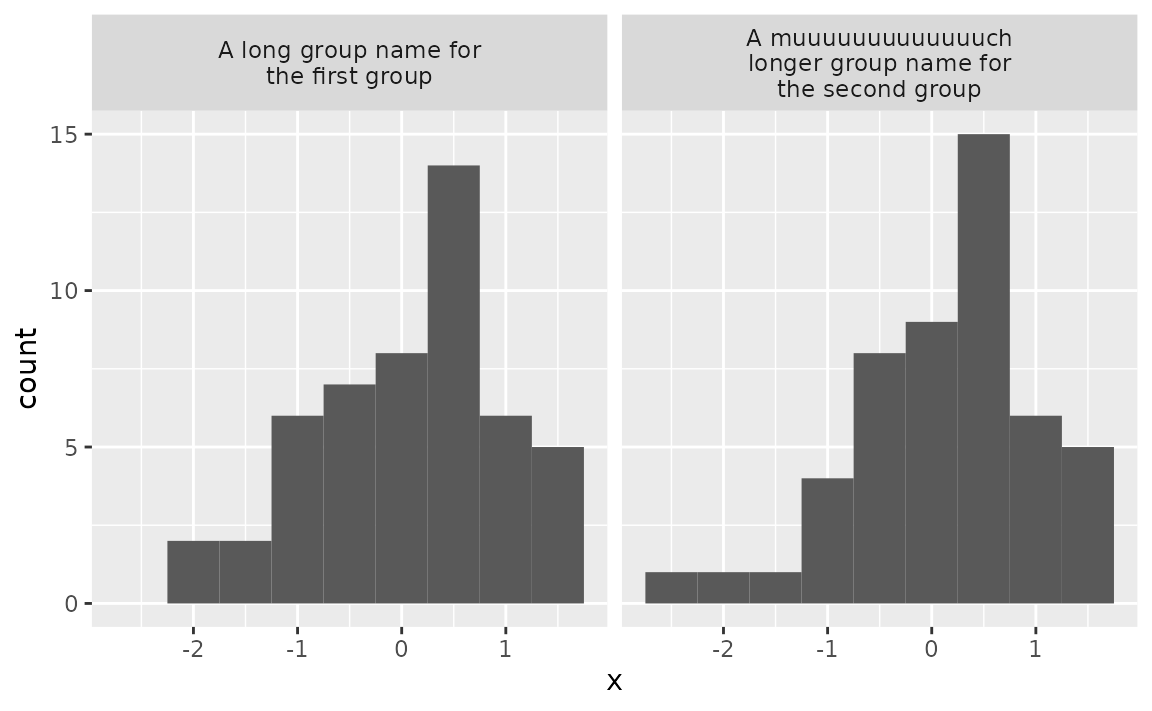 A long group name for
the first group
A muuuuuuuuuuuuuch
longer group name for
the second group
15
10
5
0
count
-2
-1
0
1
-2
-1
0
1
x